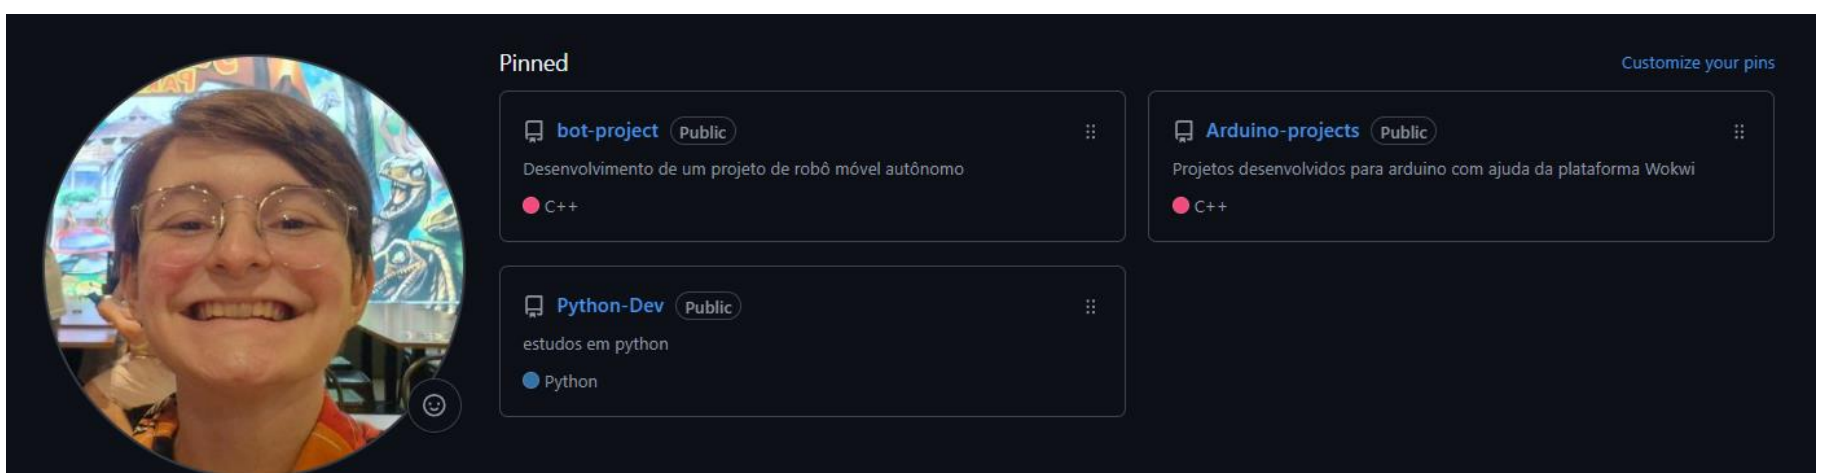 Pinned
Customize your pins
bot-project Public
Desenvolvimento de um projeto de robô móvel autônomo
C++
Arduino-projects Public
Projetos desenvolvidos para arduino com ajuda da plataforma Wokwi
C++
Python-Dev Public
estudos em python
Python